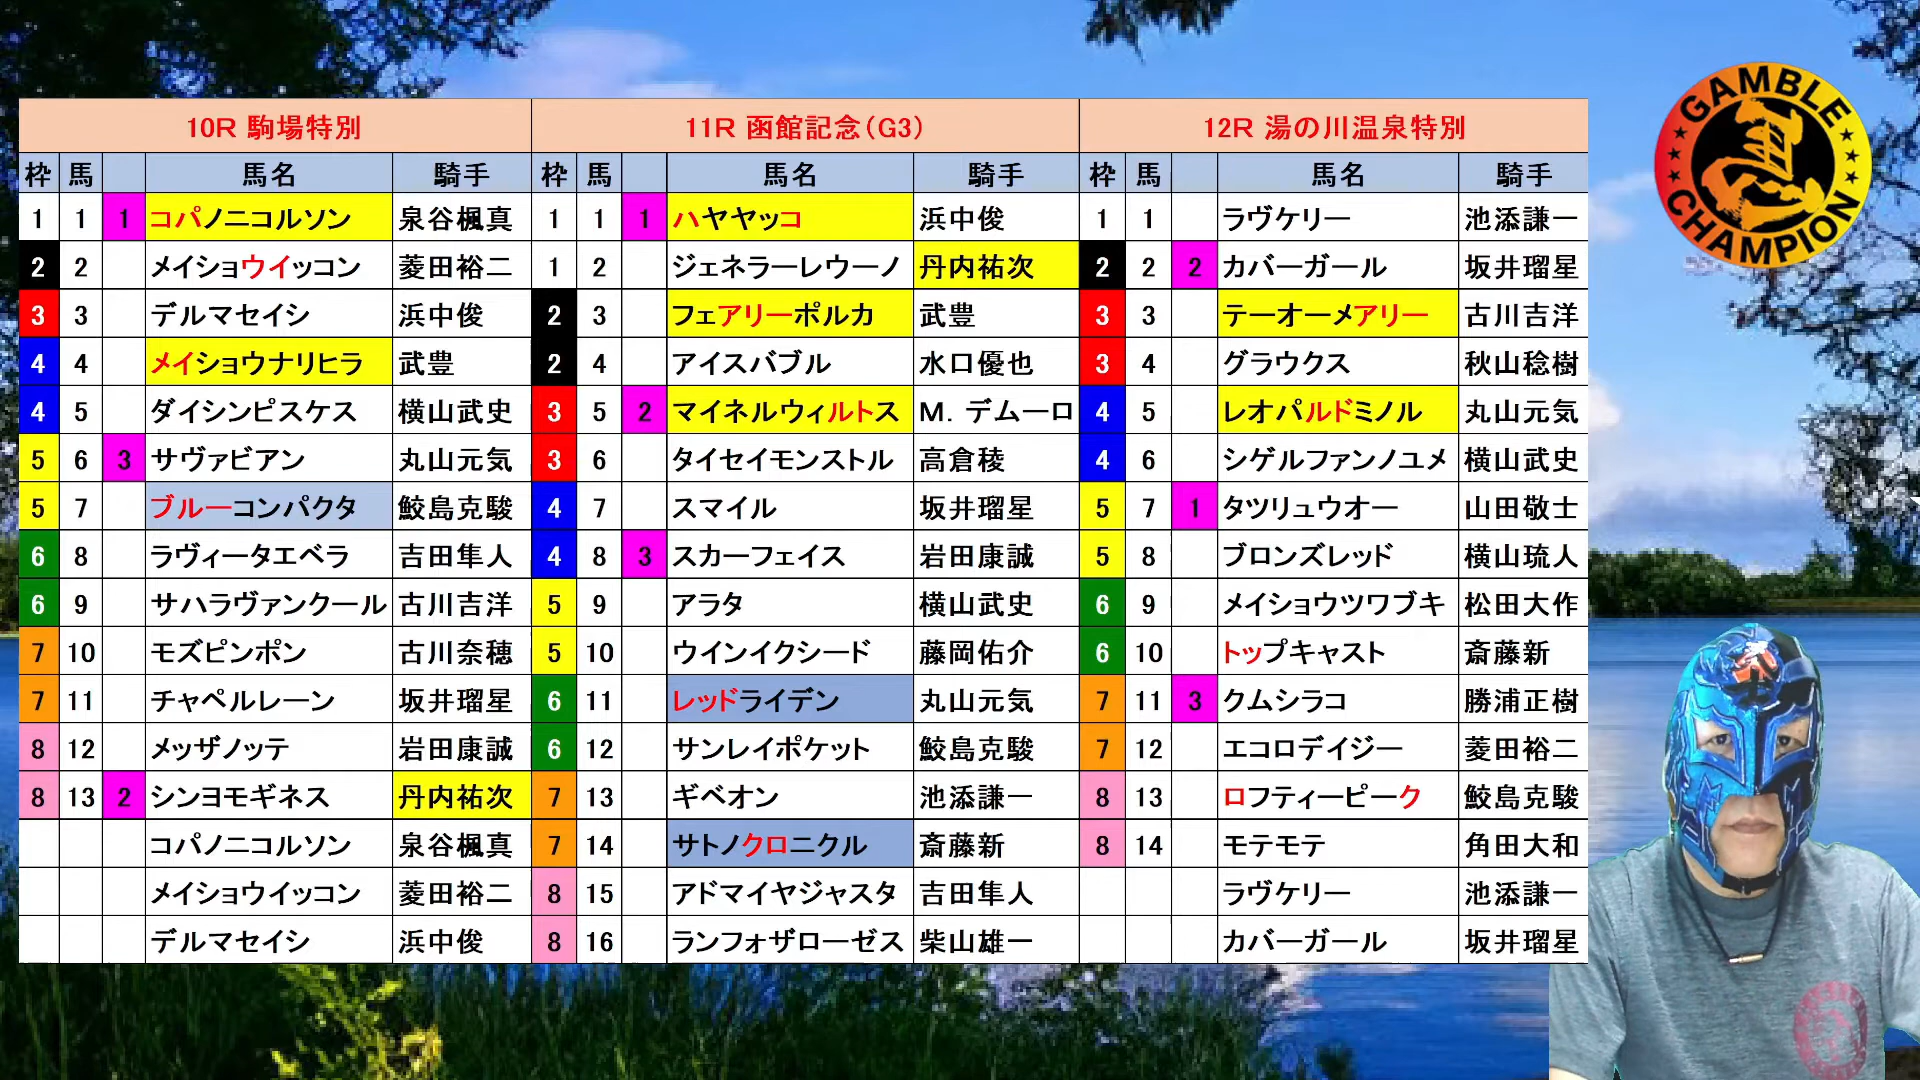 10R 駒場特別 11R 函館記念(G3) 12R 湯の川温泉特別
枠 馬 馬名 騎手 枠 馬 馬名 騎手 枠 馬 馬名 騎手
1 1 1 コパノニコルソン 泉谷楓真 1 1 1 ハヤヤッコ 浜中俊 1 1 ラヴケリー 池添謙一
2 2 メイショウイッコン 菱田裕二 1 2 ジェネラーレウーノ 丹内祐次 2 2 2 カバーガール 坂井瑠星
3 3 デルマセイシ 浜中俊 2 3 フェアリーポルカ 武豊 3 3 テーオーメアリー 古川吉洋
4 4 メイショウナリヒラ 武豊 2 4 アイスバブル 水口優也 3 4 グラウクス 秋山稔樹
4 5 ダイシンピスケス 横山武史 3 5 2 マイネルウィルトス M. デムーロ 4 5 レオパルドミノル 丸山元気
5 6 3 サヴァビアン 丸山元気 3 6 タイセイモンストル 高倉稜 4 6 シゲルファンノユメ 横山武史
5 7 ブルーコンパクタ 鮫島克駿 4 7 スマイル 坂井瑠星 5 7 1 タツリュウオー 山田敬士
6 8 ラヴィータエベラ 吉田隼人 4 8 3 スカーフェイス 岩田康誠 5 8 ブロンズレッド 横山琉人
6 9 サハラヴァンクール 古川吉洋 5 9 アラタ 横山武史 6 9 メイショウツワブキ 松田大作
7 10 モズピンポン 古川奈穂 5 10 ウインイクシード 藤岡佑介 6 10 トップキャスト 斎藤新
7 11 チャペルレーン 坂井瑠星 6 11 レッドライデン 丸山元気 7 11 3 クムシラコ 勝浦正樹
8 12 メッザノッテ 岩田康誠 6 12 サンレイポケット 鮫島克駿 7 12 エコロデイジー 菱田裕二
8 13 2 シンヨモギネス 丹内祐次 7 13 ギベオン 池添謙一 8 13 ロフティーピーク 鮫島克駿
コパノニコルソン 泉谷楓真 7 14 サトノクロニクル 斎藤新 8 14 モテモテ 角田大和
メイショウイッコン 菱田裕二 8 15 アドマイヤジャスタ 吉田隼人 ラヴケリー 池添謙一
デルマセイシ 浜中俊 8 16 ランフォザローゼス 柴山雄一 カバーガール 坂井瑠星
GAMBLE
CHAMPION